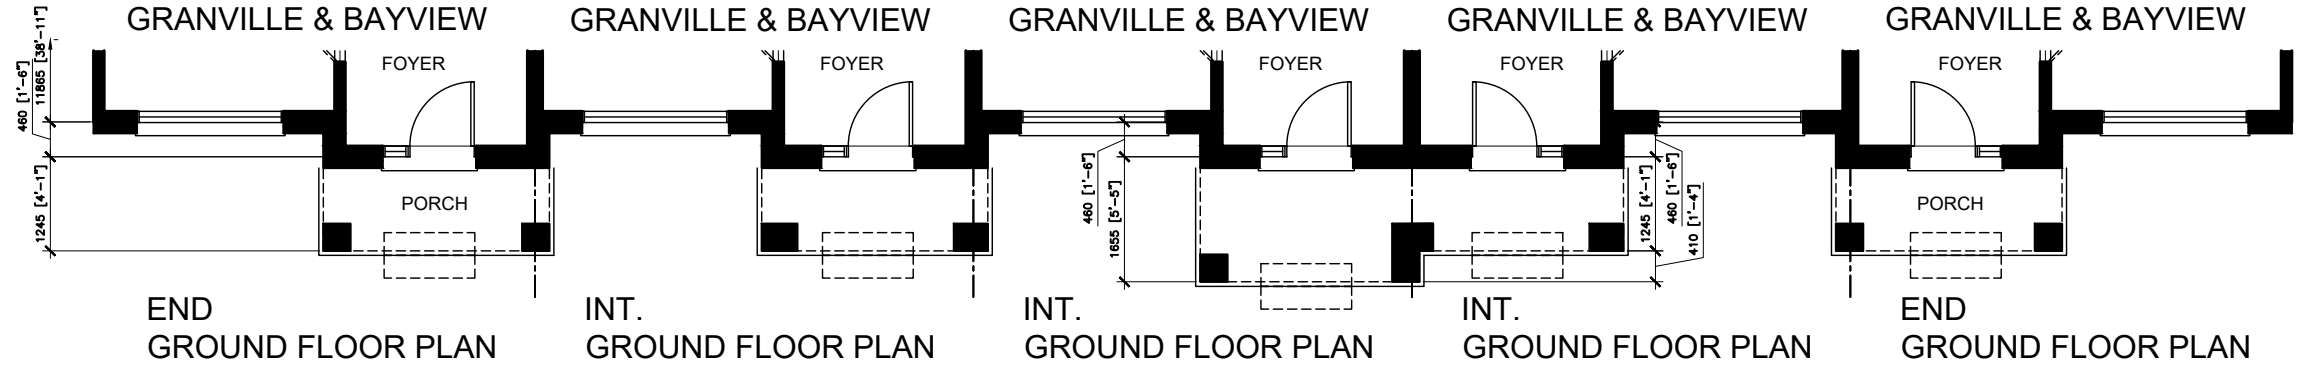 GRANVILLE & BAYVIEW
GRANVILLE & BAYVIEW
GRANVILLE & BAYVIEW
GRANVILLE & BAYVIEW
GRANVILLE & BAYVIEW
FOYER
FOYER
FOYER
FOYER
FOYER
460 [1'-6"]
11865 [38'-11"]
1245 [4'-1"]
PORCH
460 [1'-6"]
1655 [5'-5"]
1245 [4'-1"]
460 [1'-6"]
410 [1'-4"]
PORCH
END
GROUND FLOOR PLAN
INT.
GROUND FLOOR PLAN
INT.
GROUND FLOOR PLAN
INT.
GROUND FLOOR PLAN
END
GROUND FLOOR PLAN